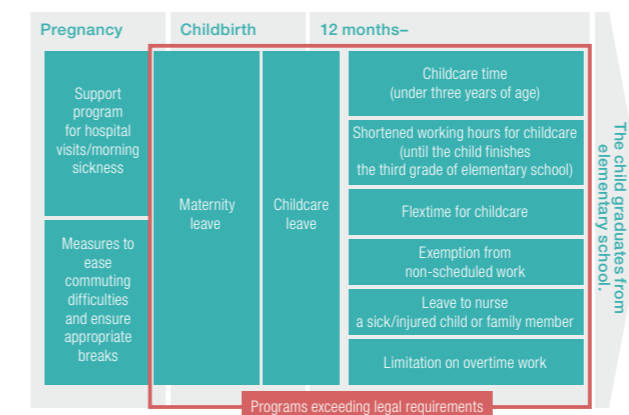 Pregnancy
Childbirth
12 months–
Support
program
for hospital
visits/morning
sickness
Measures to
ease
commuting
difficulties
and ensure
appropriate
breaks
Maternity
leave
Childcare
leave
Childcare time
(under three years of age)
Shortened working hours for childcare
(until the child finishes
the third grade of elementary school)
Flextime for childcare
Exemption from
non-scheduled work
Leave to nurse
a sick/injured child or family member
Limitation on overtime work
The child graduates from
elementary school.
Programs exceeding legal requirements